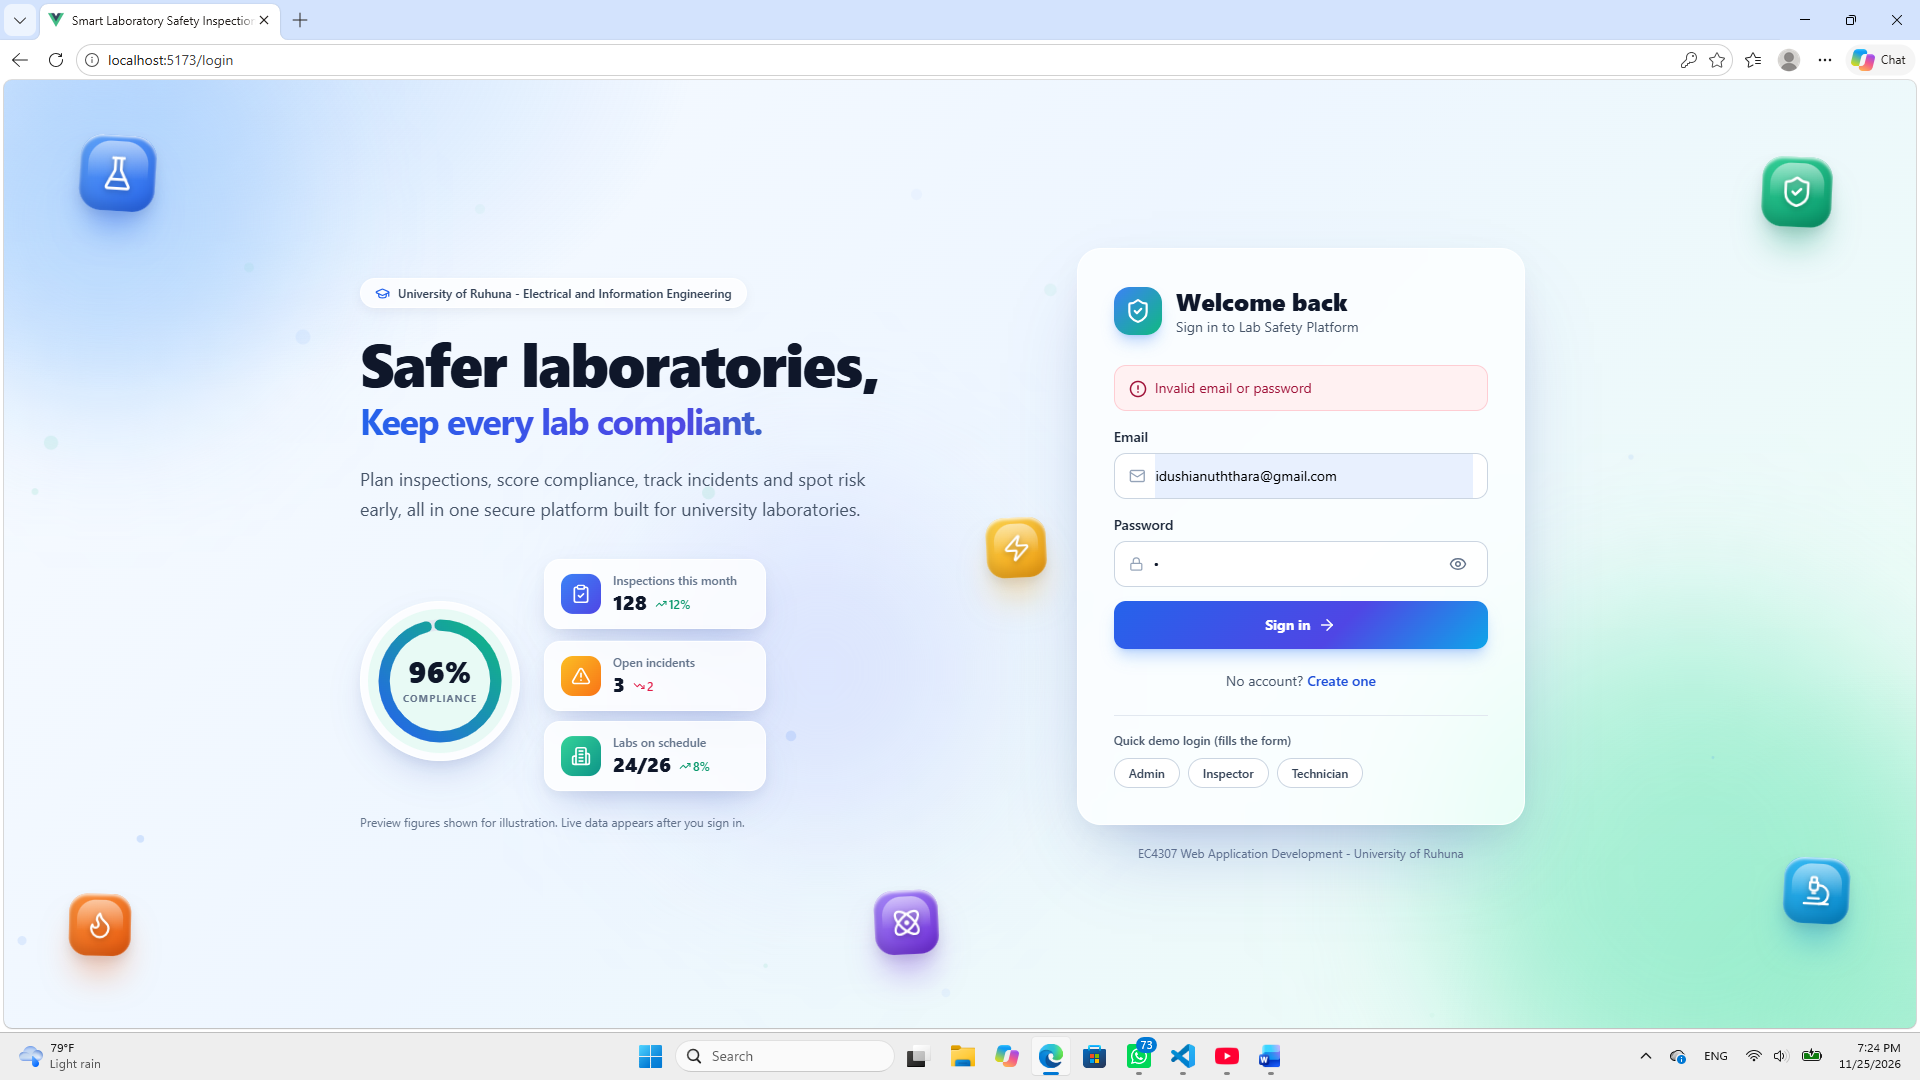 Smart Laboratory Safety Inspection
localhost:5173/login
Chat
University of Ruhuna - Electrical and Information Engineering
Safer laboratories,
Keep every lab compliant.
Plan inspections, score compliance, track incidents and spot risk
early, all in one secure platform built for university laboratories.
96%
COMPLIANCE
Inspections this month
128 12%
Open incidents
3 2
Labs on schedule
24/26 8%
Preview figures shown for illustration. Live data appears after you sign in.
Welcome back
Sign in to Lab Safety Platform
Invalid email or password
Email
idushianuththara@gmail.com
Password
Sign in
No account? Create one
Quick demo login (fills the form)
Admin
Inspector
Technician
EC4307 Web Application Development - University of Ruhuna
79°F
Light rain
Search
73
ENG
7:24 PM
11/25/2026